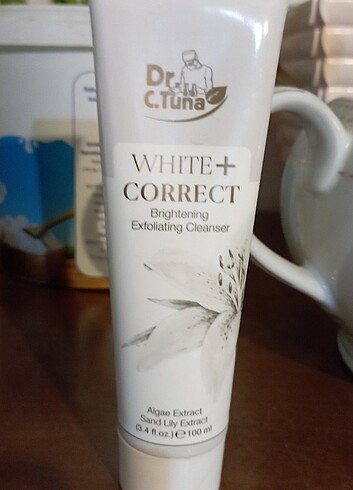 Dr.
C.Tuna
WHITE+
CORRECT
Brightening
Exfoliating Cleanser
Algae Extract
Sand Lily Extract
(3.4 fl.oz.) ℮ 100 ml